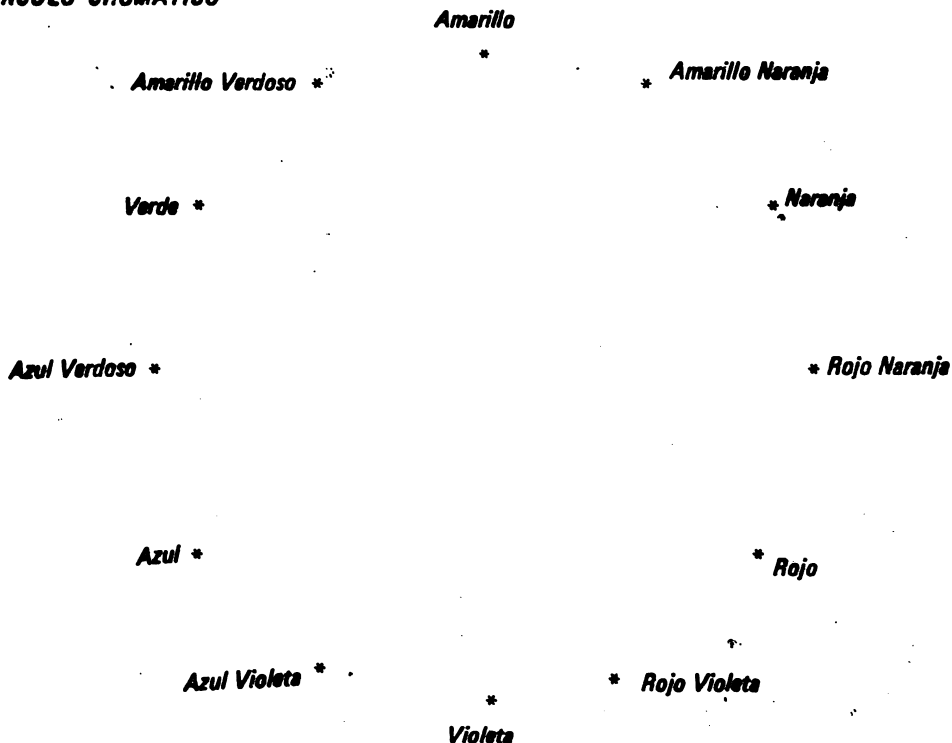 Amarillo
Amarillo Verdoso * * * Amarillo Naranja
Verde * * Naranja
Azul Verdoso * * Rojo Naranja
Azul * * Rojo
Azul Violeta * * Rojo Violeta
*
Violeta